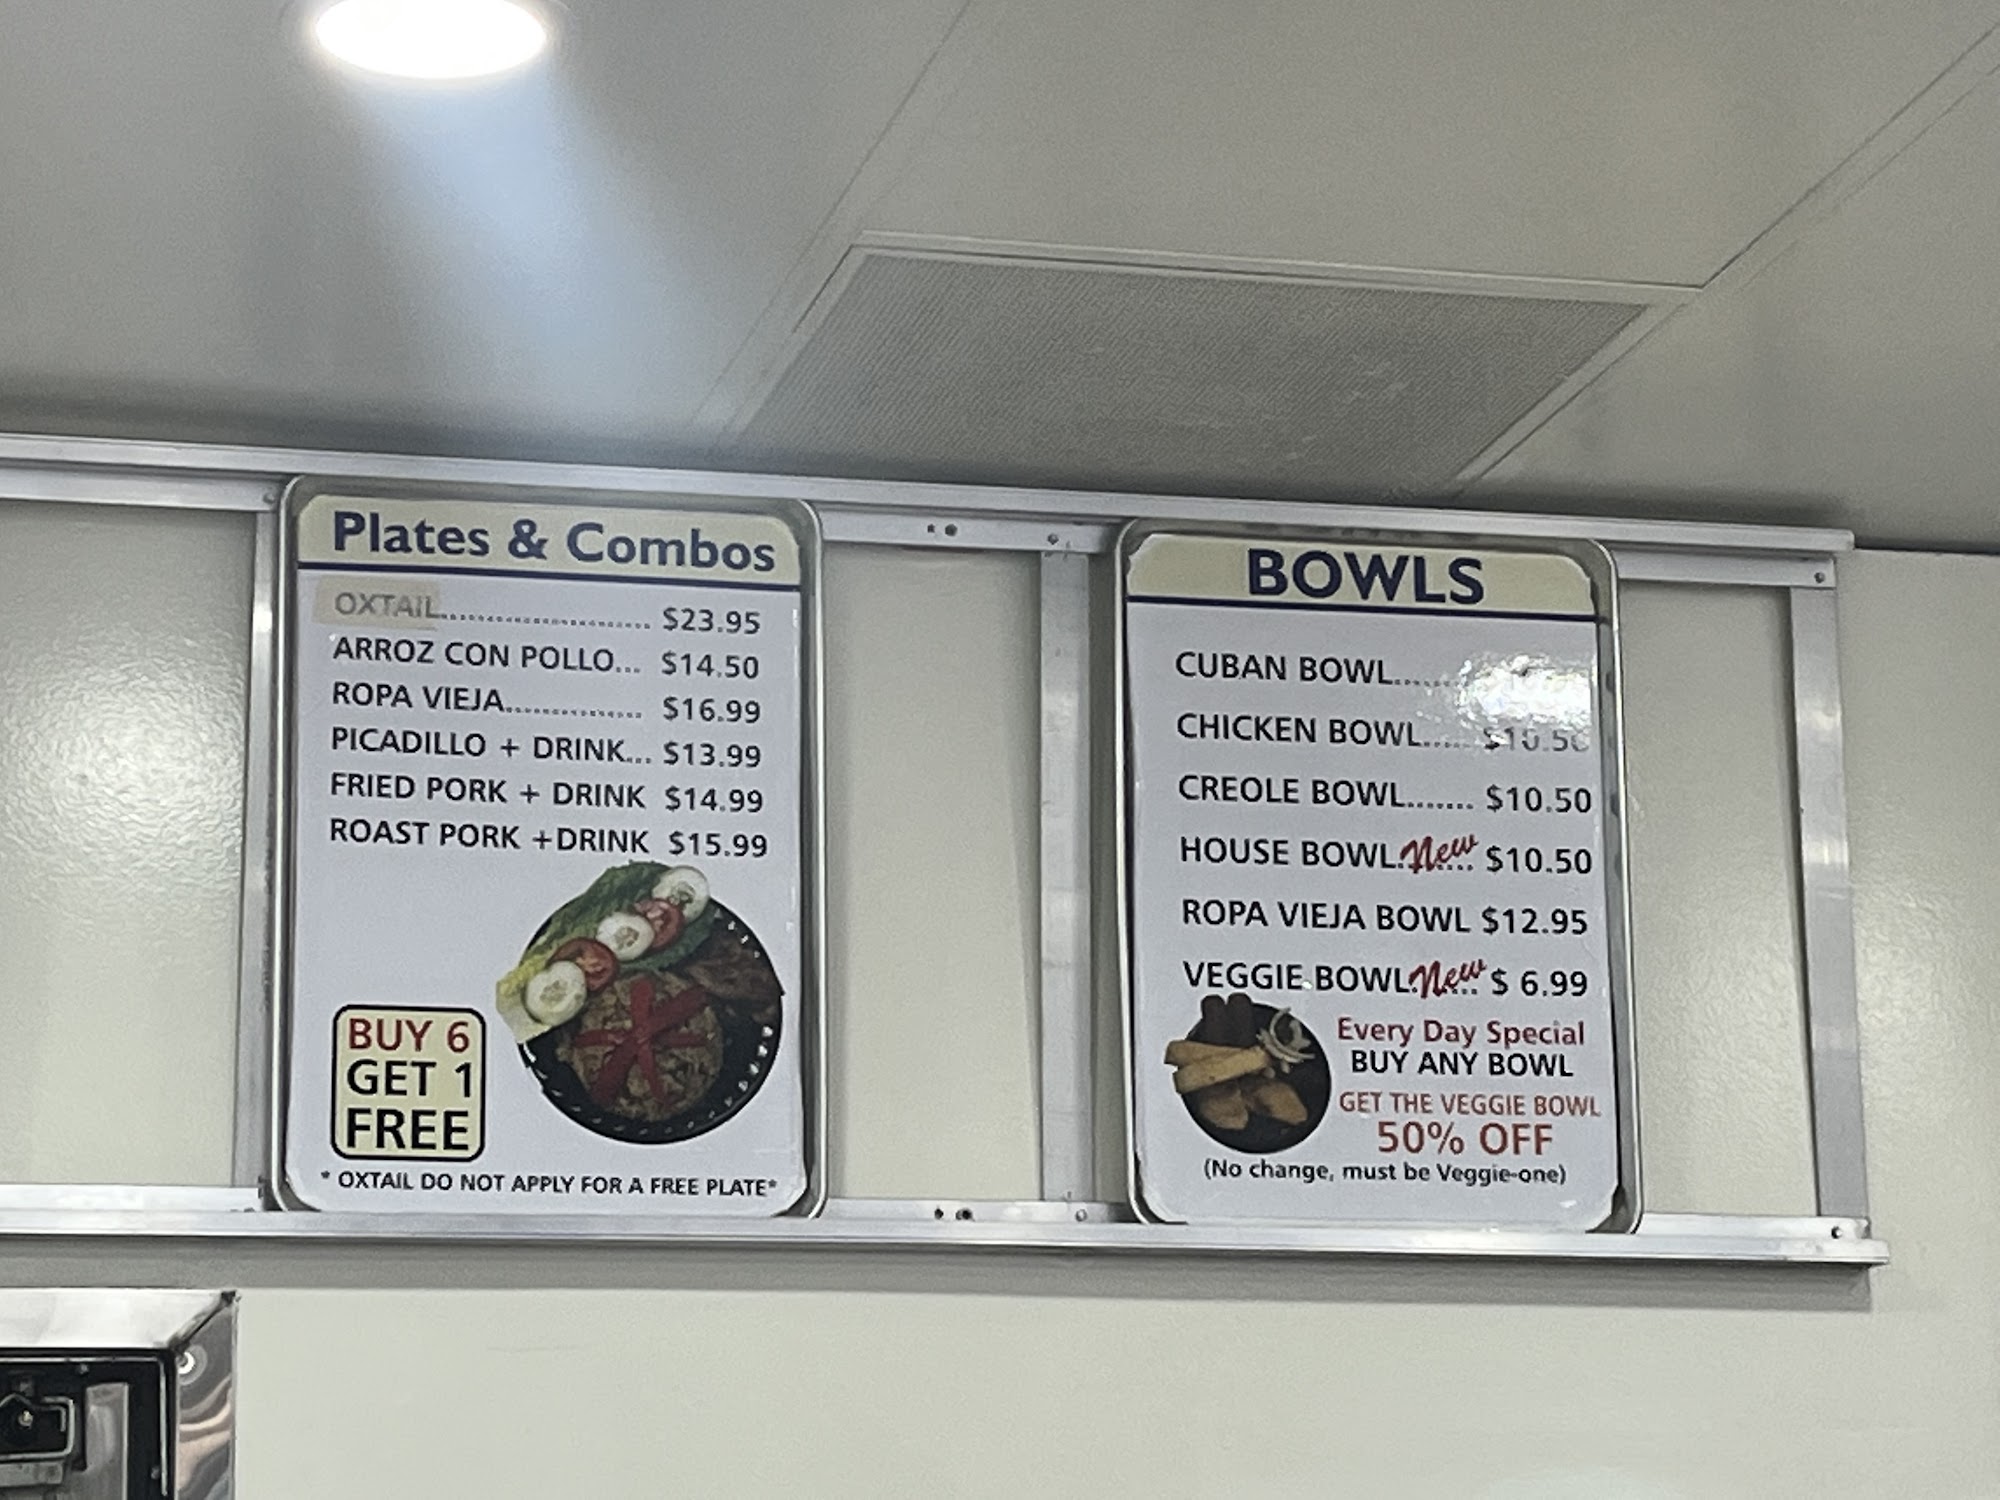 Plates & Combos
OXTAIL........................ $23.95
ARROZ CON POLLO... $14.50
ROPA VIEJA................ $16.99
PICADILLO + DRINK... $13.99
FRIED PORK + DRINK $14.99
ROAST PORK +DRINK $15.99
BUY 6
GET 1
FREE
* OXTAIL DO NOT APPLY FOR A FREE PLATE*
BOWLS
CUBAN BOWL......
CHICKEN BOWL...... $10.50
CREOLE BOWL....... $10.50
HOUSE BOWL.New... $10.50
ROPA VIEJA BOWL $12.95
VEGGIE BOWL.New.. $ 6.99
Every Day Special
BUY ANY BOWL
GET THE VEGGIE BOWL
50% OFF
(No change, must be Veggie-one)